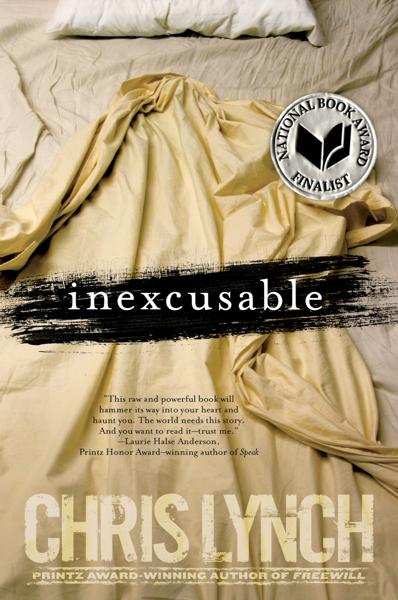 NATIONAL BOOK AWARD
FINALIST
inexcusable
"This raw and powerful book will
hammer its way into your heart and
haunt you. The world needs this story.
And you want to read it—trust me."
—Laurie Halse Anderson,
Printz Honor Award–winning author of Speak
CHRIS LYNCH
PRINTZ AWARD-WINNING AUTHOR OF FREEWILL